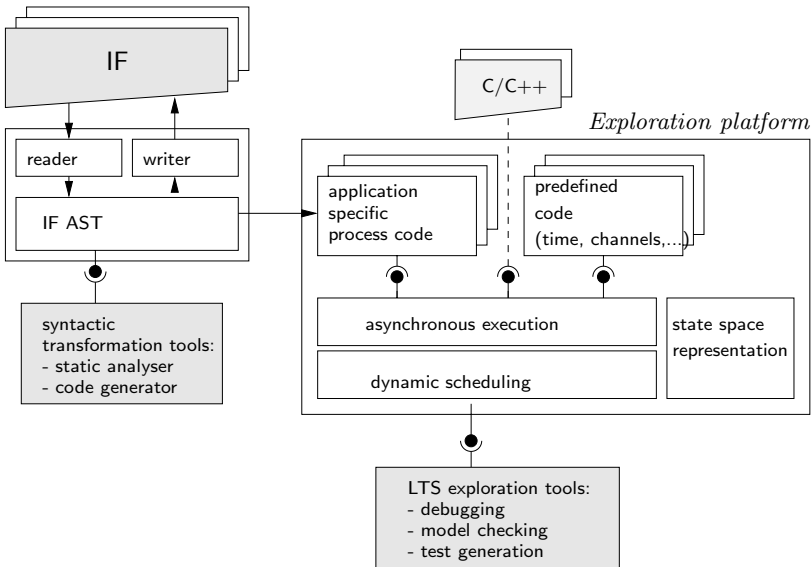 IF
C/C++
Exploration platform
reader
writer
IF AST
application
specific
process code
predefined
code
(time, channels,...)
asynchronous execution
dynamic scheduling
state space
representation
syntactic
transformation tools:
- static analyser
- code generator
LTS exploration tools:
- debugging
- model checking
- test generation